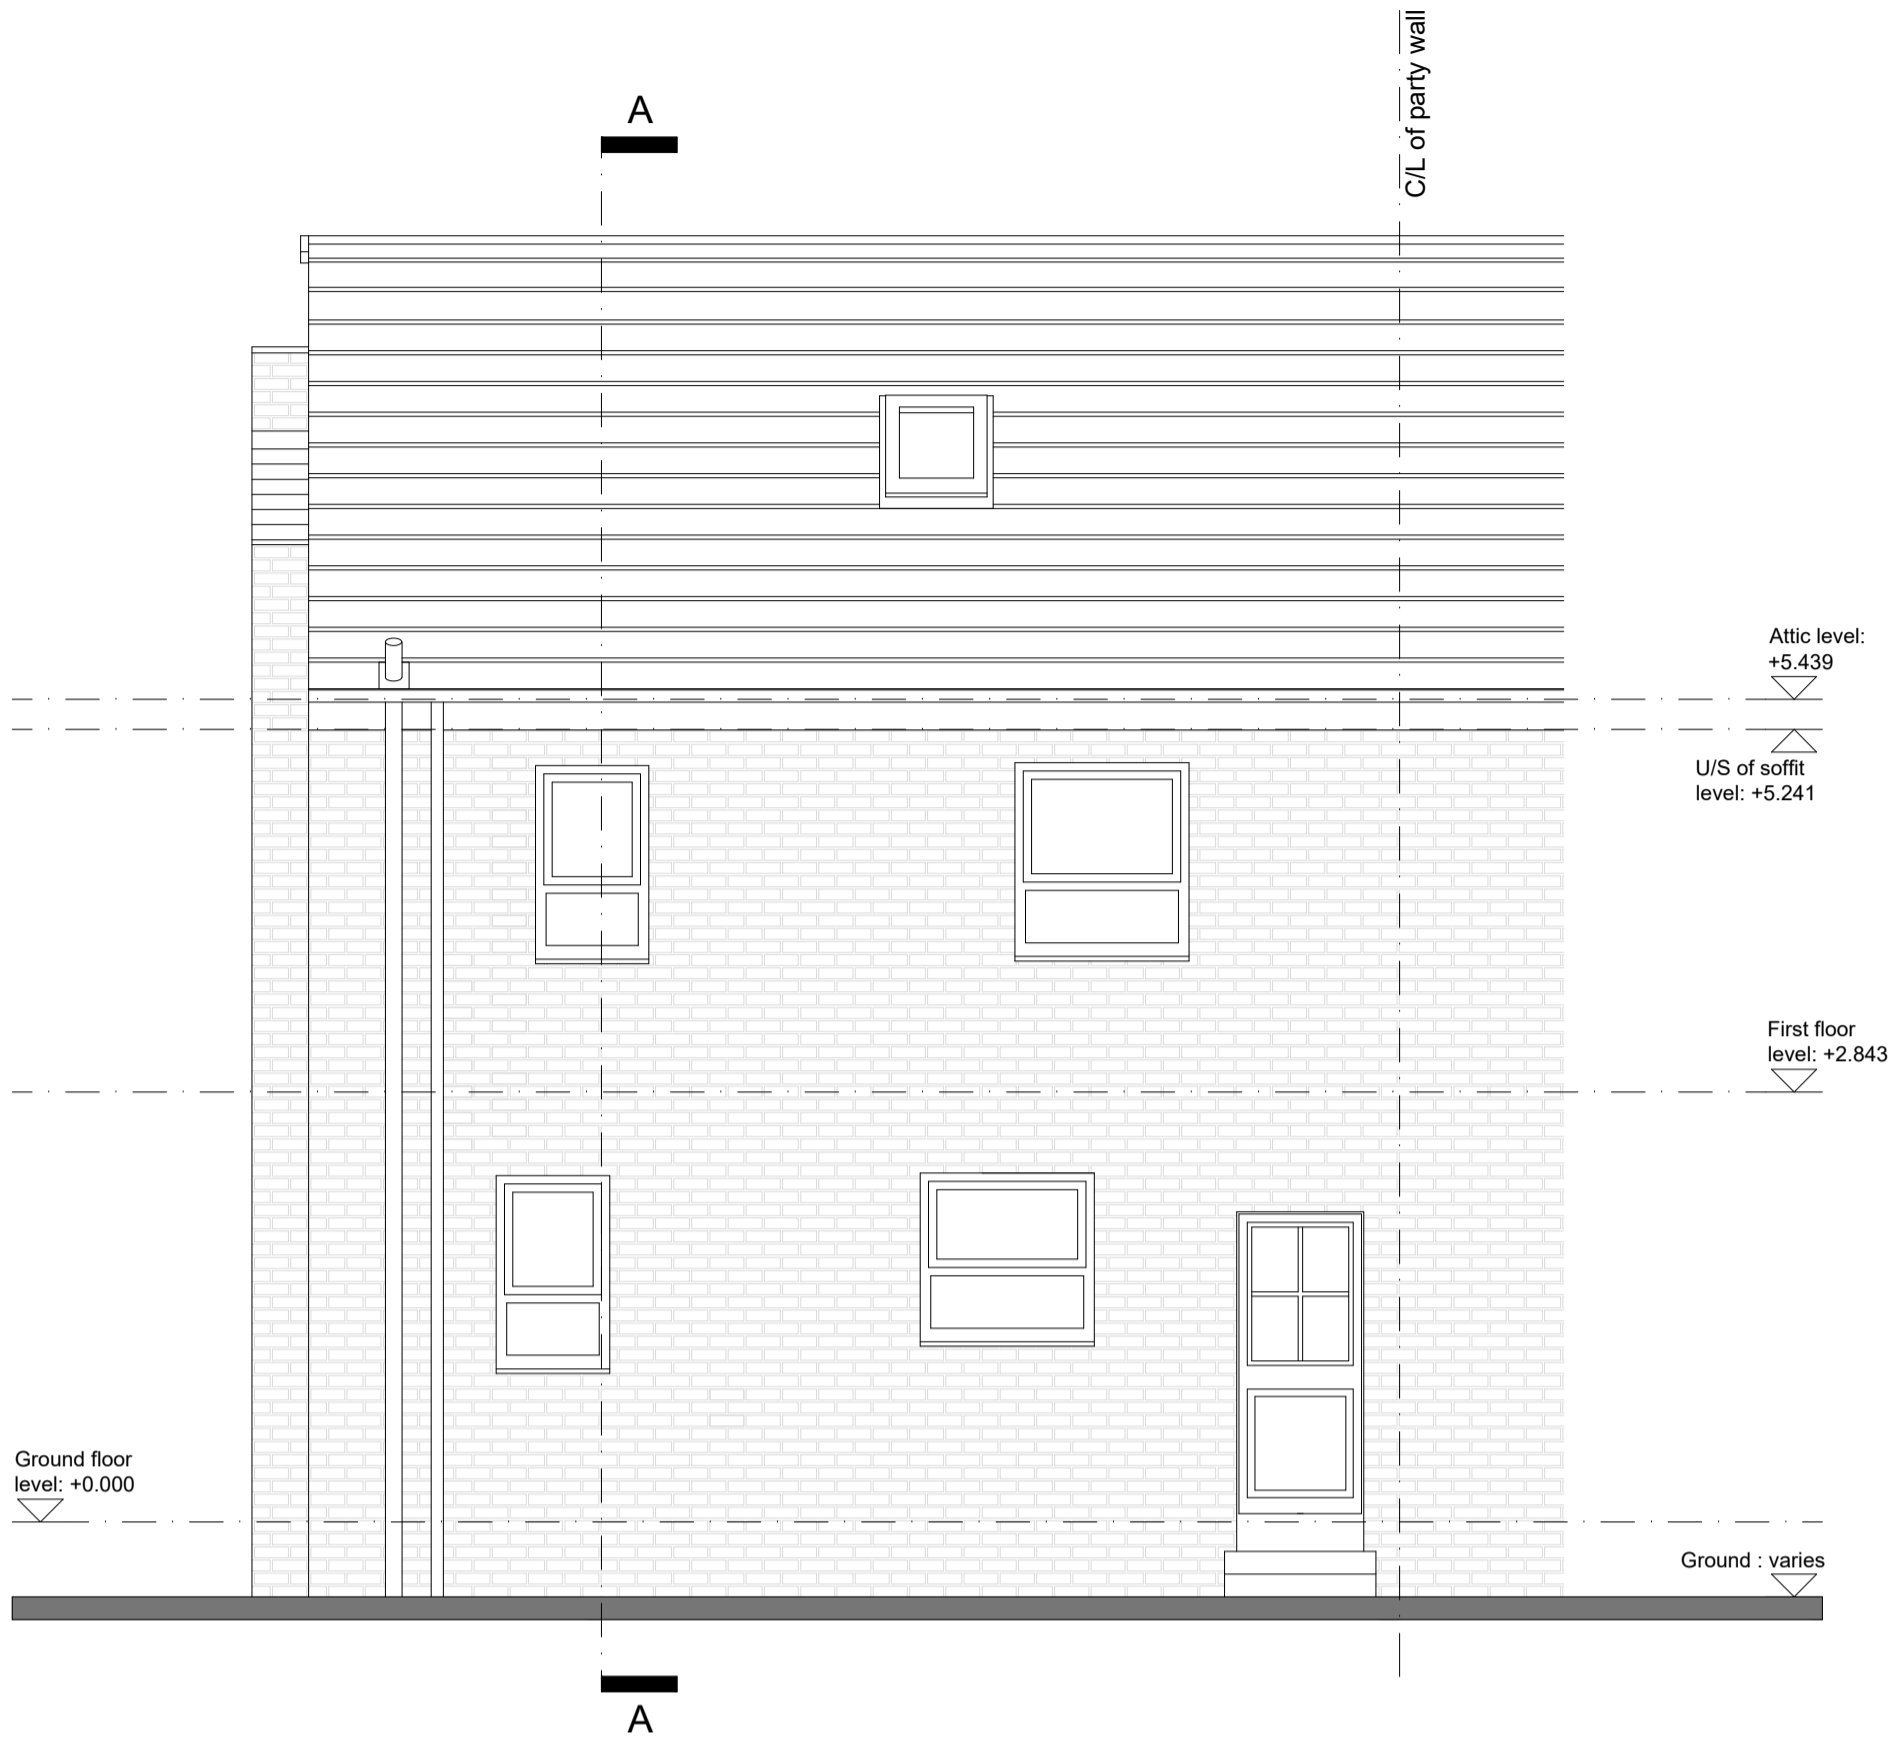 C/L of party wall
A
Attic level:
+5.439
U/S of soffit
level: +5.241
First floor
level: +2.843
Ground floor
level: +0.000
Ground : varies
A